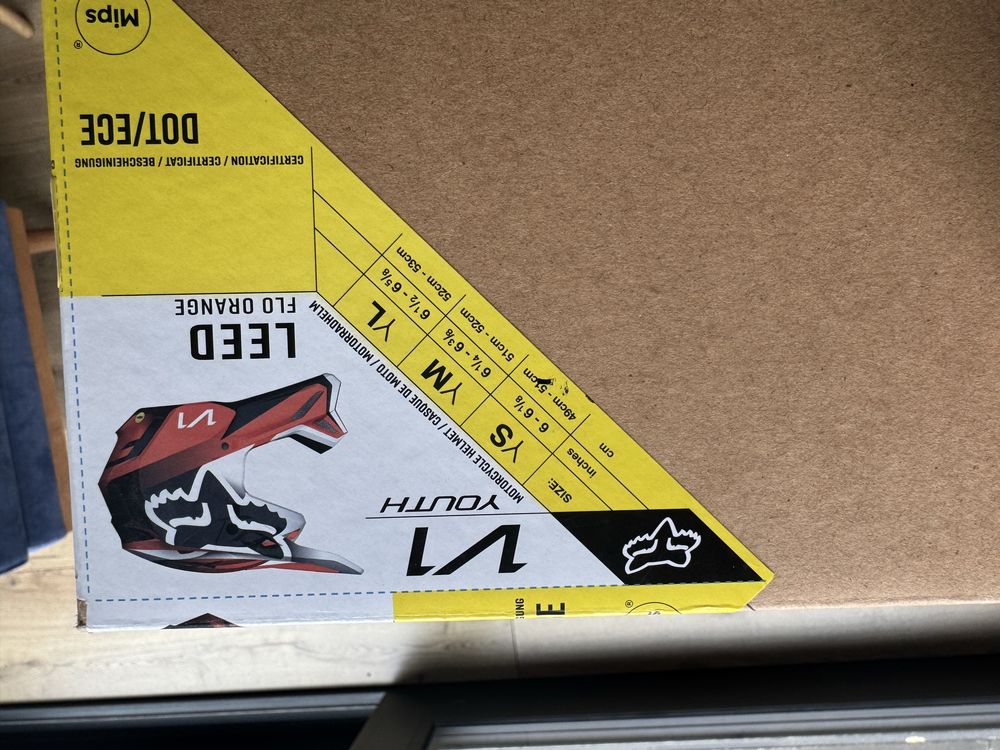 V1
YOUTH
MOTORCYCLE HELMET / CASQUE DE MOTO / MOTORRADHELM
SIZE: YS YM YL
inches 6 - 6 1/8 6 1/4 - 6 3/8 6 1/2 - 6 5/8
cm 49cm - 51cm 51cm - 52cm 52cm - 53cm
V1
LEED
FLO ORANGE
CERTIFICATION / CERTIFICAT / BESCHEINIGUNG
DOT/ECE
Mips®
UNG
E
®